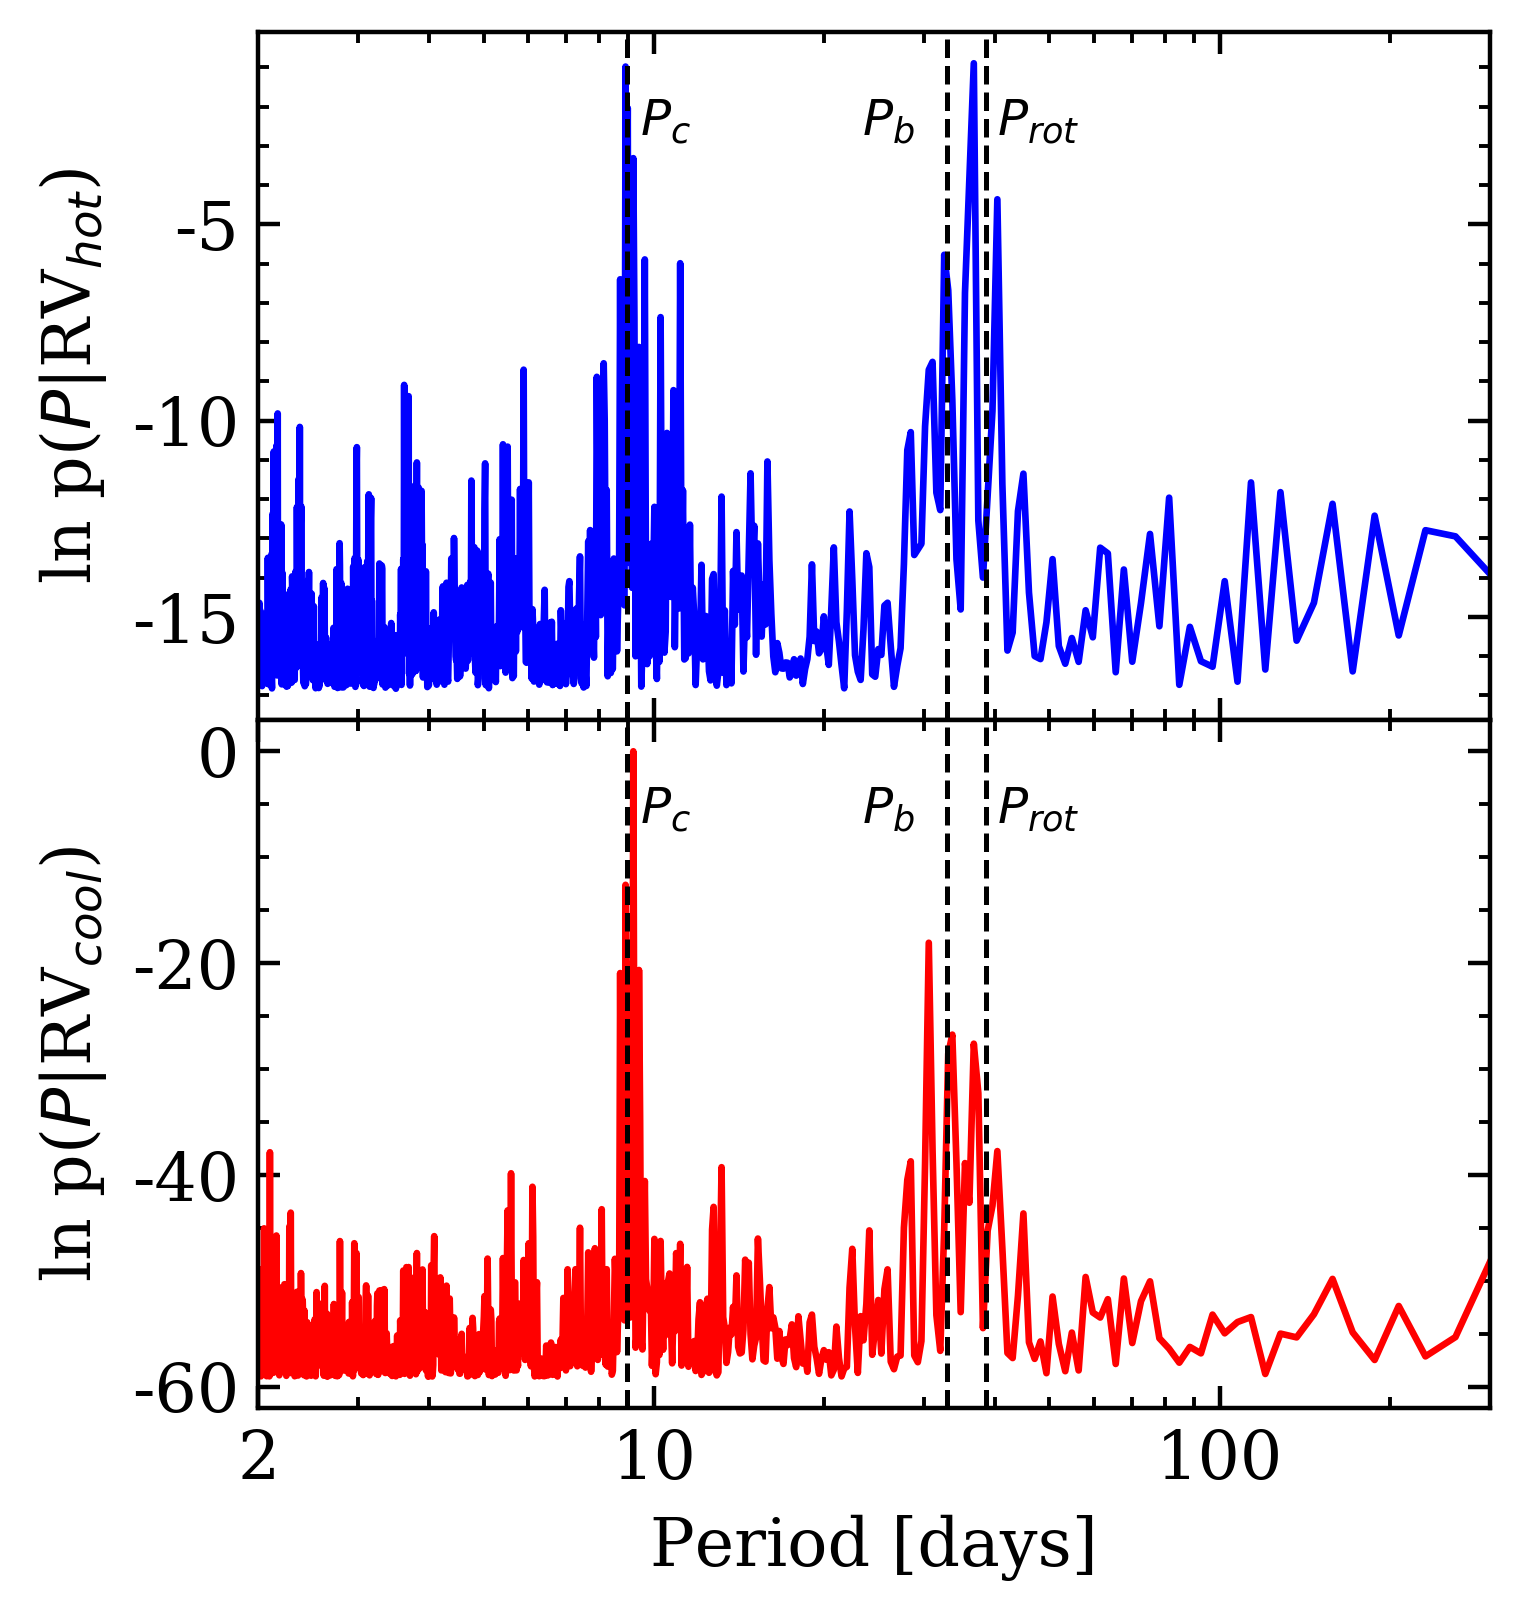 ln p(P|RV_hot)
-5
-10
-15
P_c
P_b
P_rot
ln p(P|RV_cool)
0
-20
-40
-60
P_c
P_b
P_rot
2
10
100
Period [days]